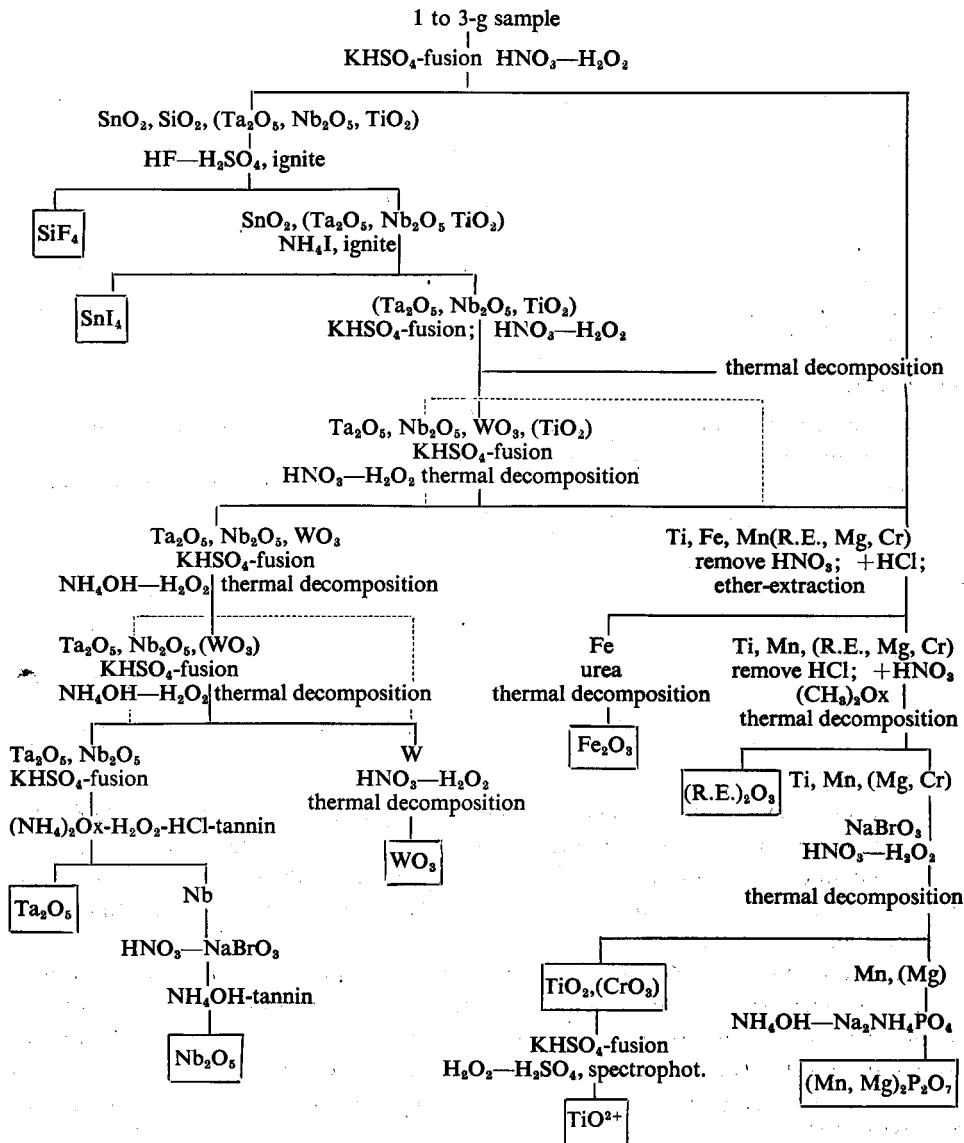 1 to 3-g sample
KHSO₄-fusion HNO₃—H₂O₂
SnO₂, SiO₂, (Ta₂O₅, Nb₂O₅, TiO₂)
HF—H₂SO₄, ignite
SiF₄
SnO₂, (Ta₂O₅, Nb₂O₅ TiO₂)
NH₄I, ignite
SnI₄
(Ta₂O₅, Nb₂O₅, TiO₂)
KHSO₄-fusion; HNO₃—H₂O₂
thermal decomposition
Ta₂O₅, Nb₂O₅, WO₃, (TiO₂)
KHSO₄-fusion
HNO₃—H₂O₂ thermal decomposition
Ta₂O₅, Nb₂O₅, WO₃
KHSO₄-fusion
NH₄OH—H₂O₂ thermal decomposition
Ti, Fe, Mn(R.E., Mg, Cr)
remove HNO₃; +HCl;
ether-extraction
Ta₂O₅, Nb₂O₅, (WO₃)
KHSO₄-fusion
NH₄OH—H₂O₂ thermal decomposition
Fe
urea
thermal decomposition
Fe₂O₃
Ti, Mn, (R.E., Mg, Cr)
remove HCl; +HNO₃
(CH₃)₂Ox
thermal decomposition
Ta₂O₅, Nb₂O₅
KHSO₄-fusion
(NH₄)₂Ox-H₂O₂-HCl-tannin
W
HNO₃—H₂O₂
thermal decomposition
WO₃
(R.E.)₂O₃
Ti, Mn, (Mg, Cr)
NaBrO₃
HNO₃—H₂O₂
thermal decomposition
Ta₂O₅
Nb
HNO₃—NaBrO₃
NH₄OH-tannin
Nb₂O₅
TiO₂,(CrO₃)
KHSO₄-fusion
H₂O₂—H₂SO₄, spectrophot.
TiO²⁺
Mn, (Mg)
NH₄OH—Na₂NH₄PO₄
(Mn, Mg)₂P₂O₇